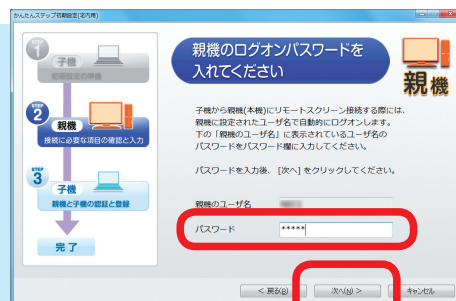 かんたんステップ初期設定(宅内用)
STEP
1
子機
初期設定の準備
STEP
2
親機
接続に必要な項目の確認と入力
STEP
3
子機
親機と子機の認証と登録
完了
親機のログオンパスワードを
入れてください
親機
子機から親機(本機)にリモートスクリーン接続する際には、
親機に設定されたユーザ名で自動的にログオンします。
下の「親機のユーザ名」に表示されているユーザ名の
パスワードをパスワード欄に入力してください。
パスワードを入力後、[次へ]をクリックしてください。
親機のユーザ名
パスワード *****
< 戻る(B)
次へ(N) >
キャンセル